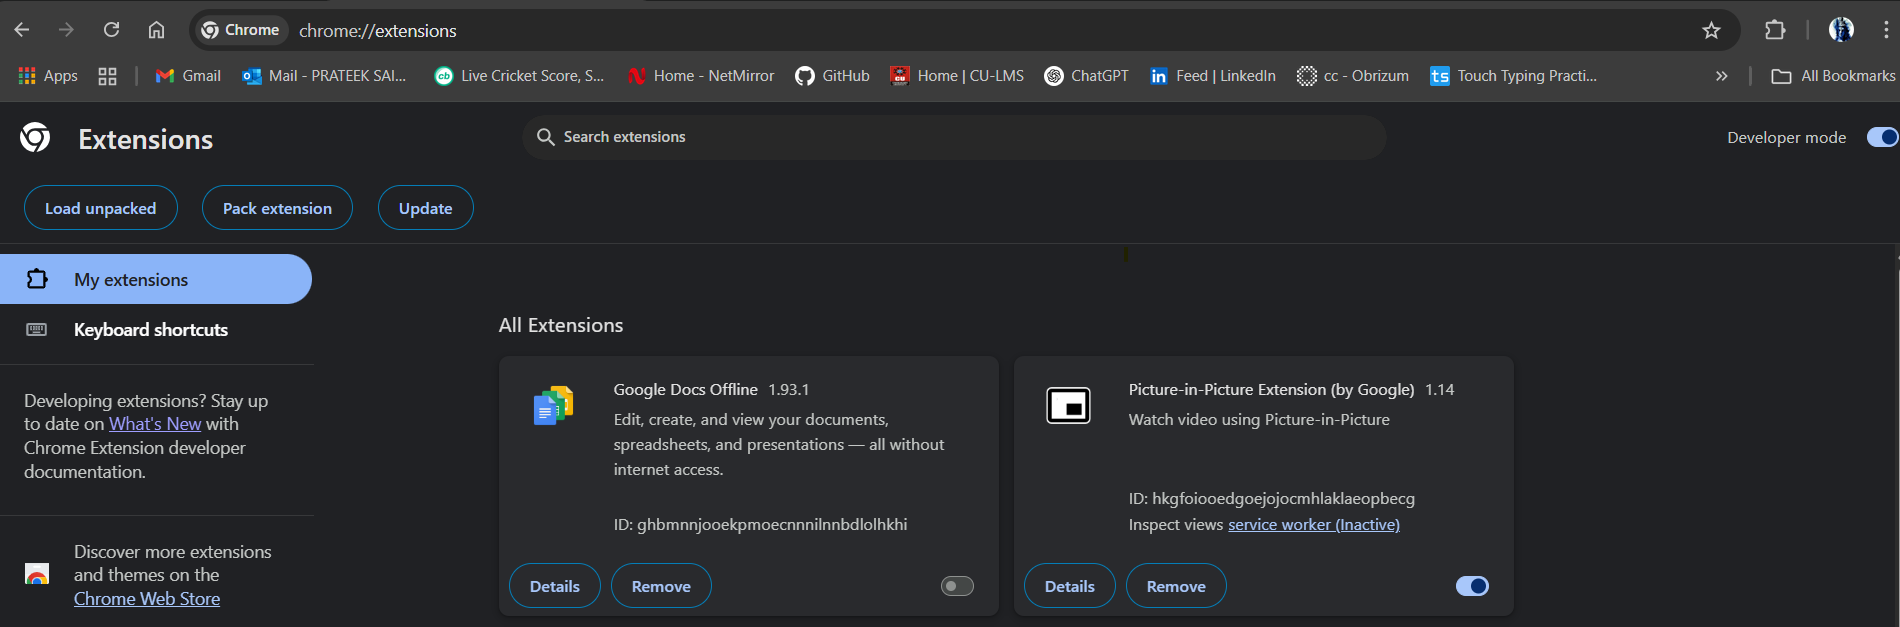 Chrome chrome://extensions
Apps Gmail Mail - PRATEEK SAI... cb Live Cricket Score, S... Home - NetMirror GitHub CU Home | CU-LMS ChatGPT in Feed | LinkedIn cc - Obrizum ts Touch Typing Practi... » All Bookmarks
Extensions
Search extensions
Developer mode
Load unpacked Pack extension Update
My extensions
Keyboard shortcuts
Developing extensions? Stay up
to date on What's New with
Chrome Extension developer
documentation.
Discover more extensions
and themes on the
Chrome Web Store
All Extensions
Google Docs Offline 1.93.1
Edit, create, and view your documents,
spreadsheets, and presentations — all without
internet access.
ID: ghbmnnjooekpmoecnnnilnnbdlolhkhi
Details Remove
Picture-in-Picture Extension (by Google) 1.14
Watch video using Picture-in-Picture
ID: hkgfoiooedgoejojocmhlaklaeopbecg
Inspect views service worker (Inactive)
Details Remove